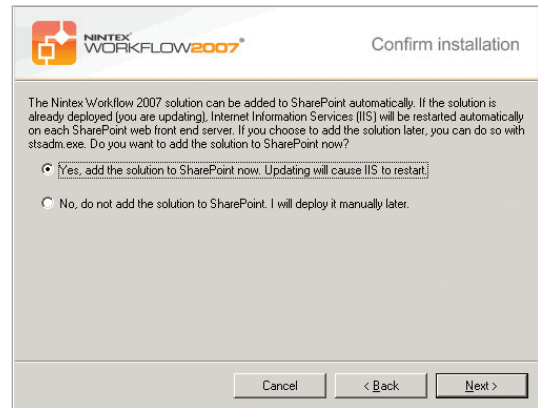 NINTEX
WORKFLOW2007
Confirm installation
The Nintex Workflow 2007 solution can be added to SharePoint automatically. If the solution is
already deployed (you are updating), Internet Information Services (IIS) will be restarted automatically
on each SharePoint web front end server. If you choose to add the solution later, you can do so with
stsadm.exe. Do you want to add the solution to SharePoint now?
Yes, add the solution to SharePoint now. Updating will cause IIS to restart.
No, do not add the solution to SharePoint. I will deploy it manually later.
Cancel
< Back
Next >